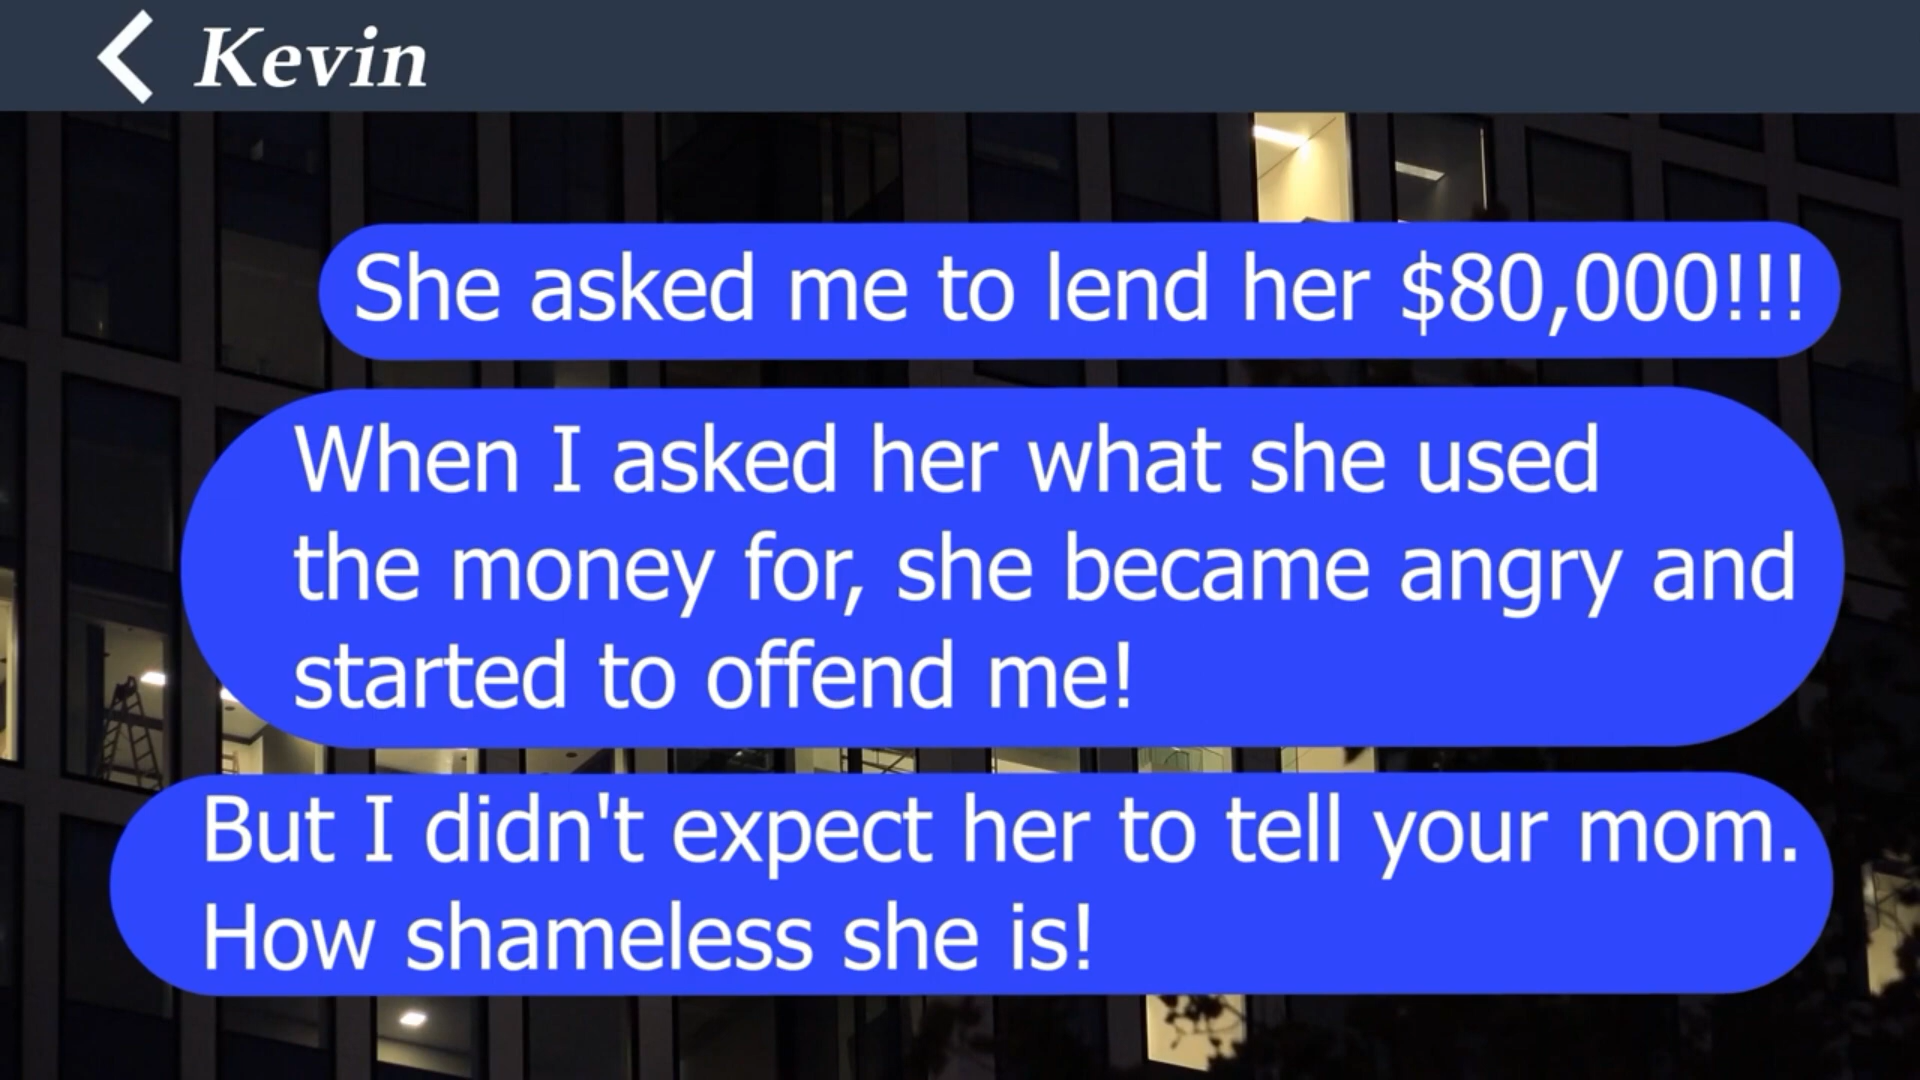 Kevin
She asked me to lend her $80,000!!!
When I asked her what she used
the money for, she became angry and
started to offend me!
But I didn't expect her to tell your mom.
How shameless she is!